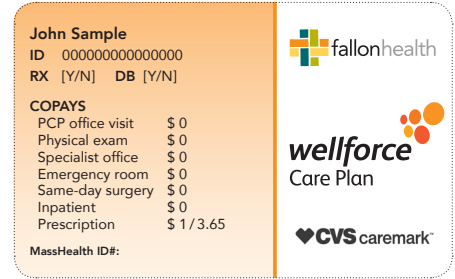 John Sample
ID 000000000000000
RX [Y/N] DB [Y/N]
COPAYS
PCP office visit $ 0
Physical exam $ 0
Specialist office $ 0
Emergency room $ 0
Same-day surgery $ 0
Inpatient $ 0
Prescription $ 1/3.65
MassHealth ID#:
fallonhealth
wellforce
Care Plan
CVS caremark™